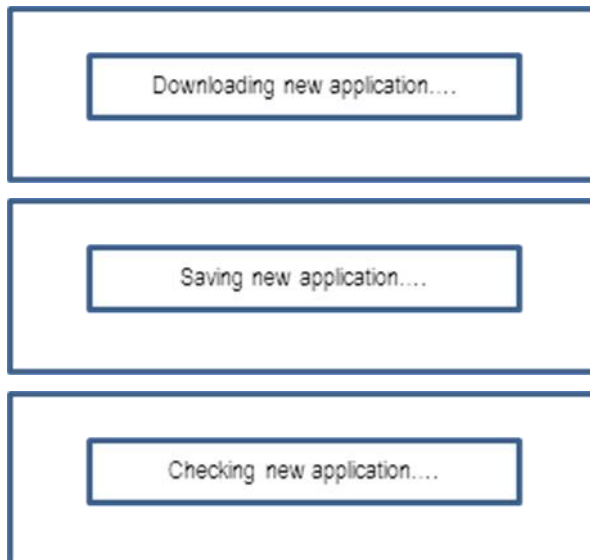 Downloading new application....
Saving new application....
Checking new application....